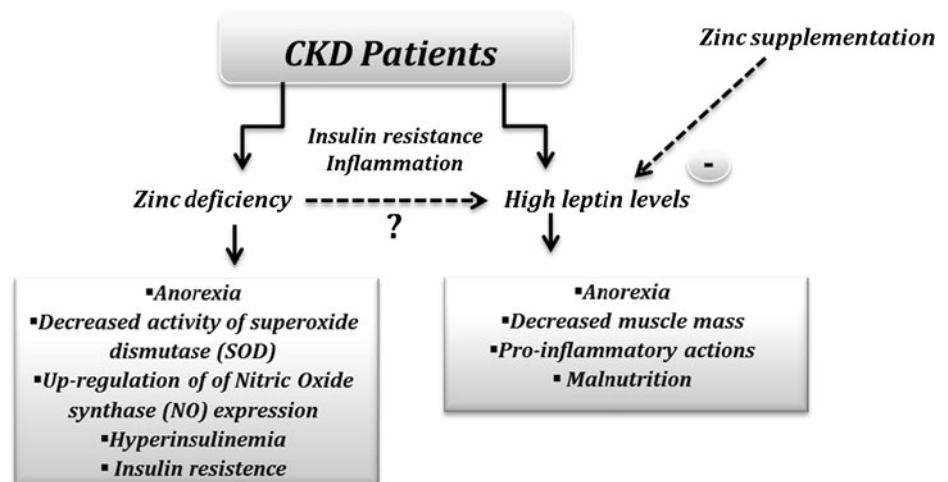 CKD Patients
Zinc supplementation
Insulin resistance
Inflammation
-
Zinc deficiency
?
High leptin levels
▪Anorexia
▪Decreased activity of superoxide
dismutase (SOD)
▪Up-regulation of of Nitric Oxide
synthase (NO) expression
▪Hyperinsulinemia
▪ Insulin resistence
▪Anorexia
▪Decreased muscle mass
▪Pro-inflammatory actions
▪ Malnutrition